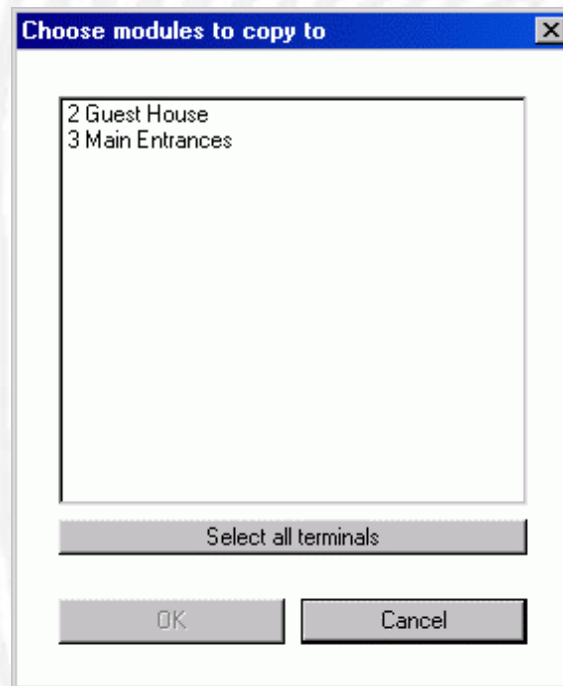 Choose modules to copy to
2 Guest House
3 Main Entrances
Select all terminals
OK
Cancel